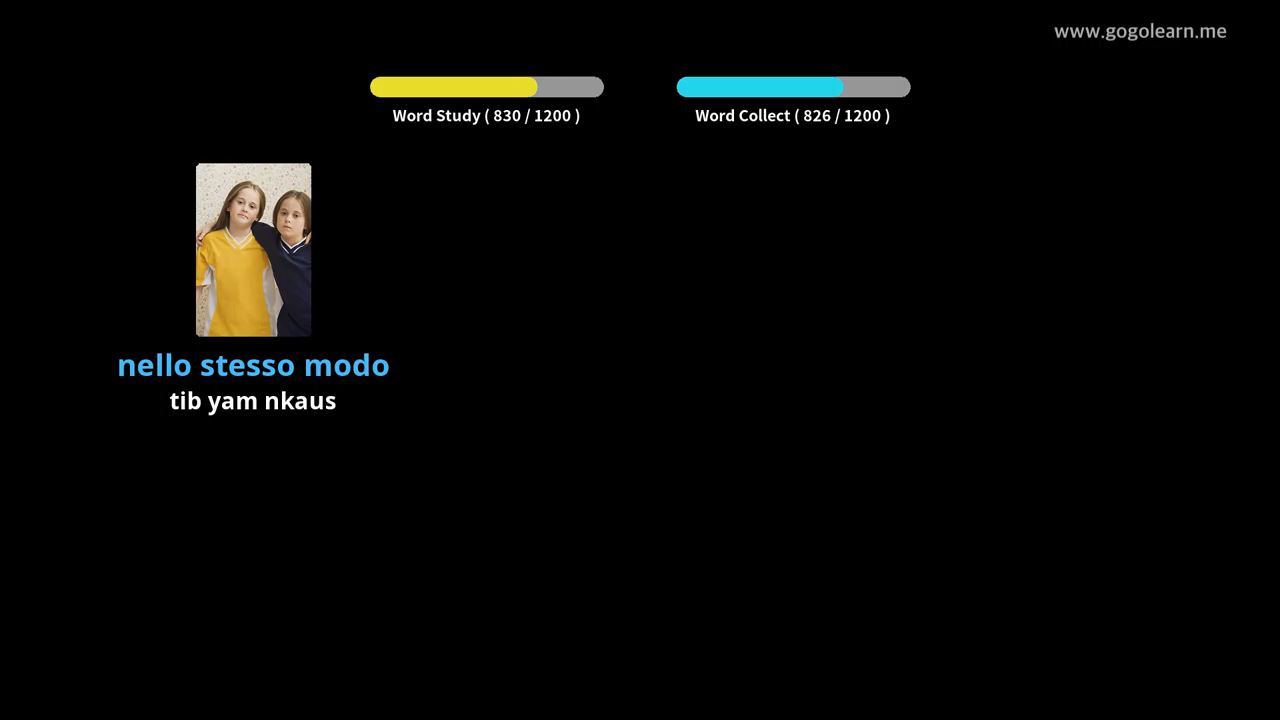 www.gogolearn.me
Word Study ( 830 / 1200 )
Word Collect ( 826 / 1200 )
nello stesso modo
tib yam nkaus